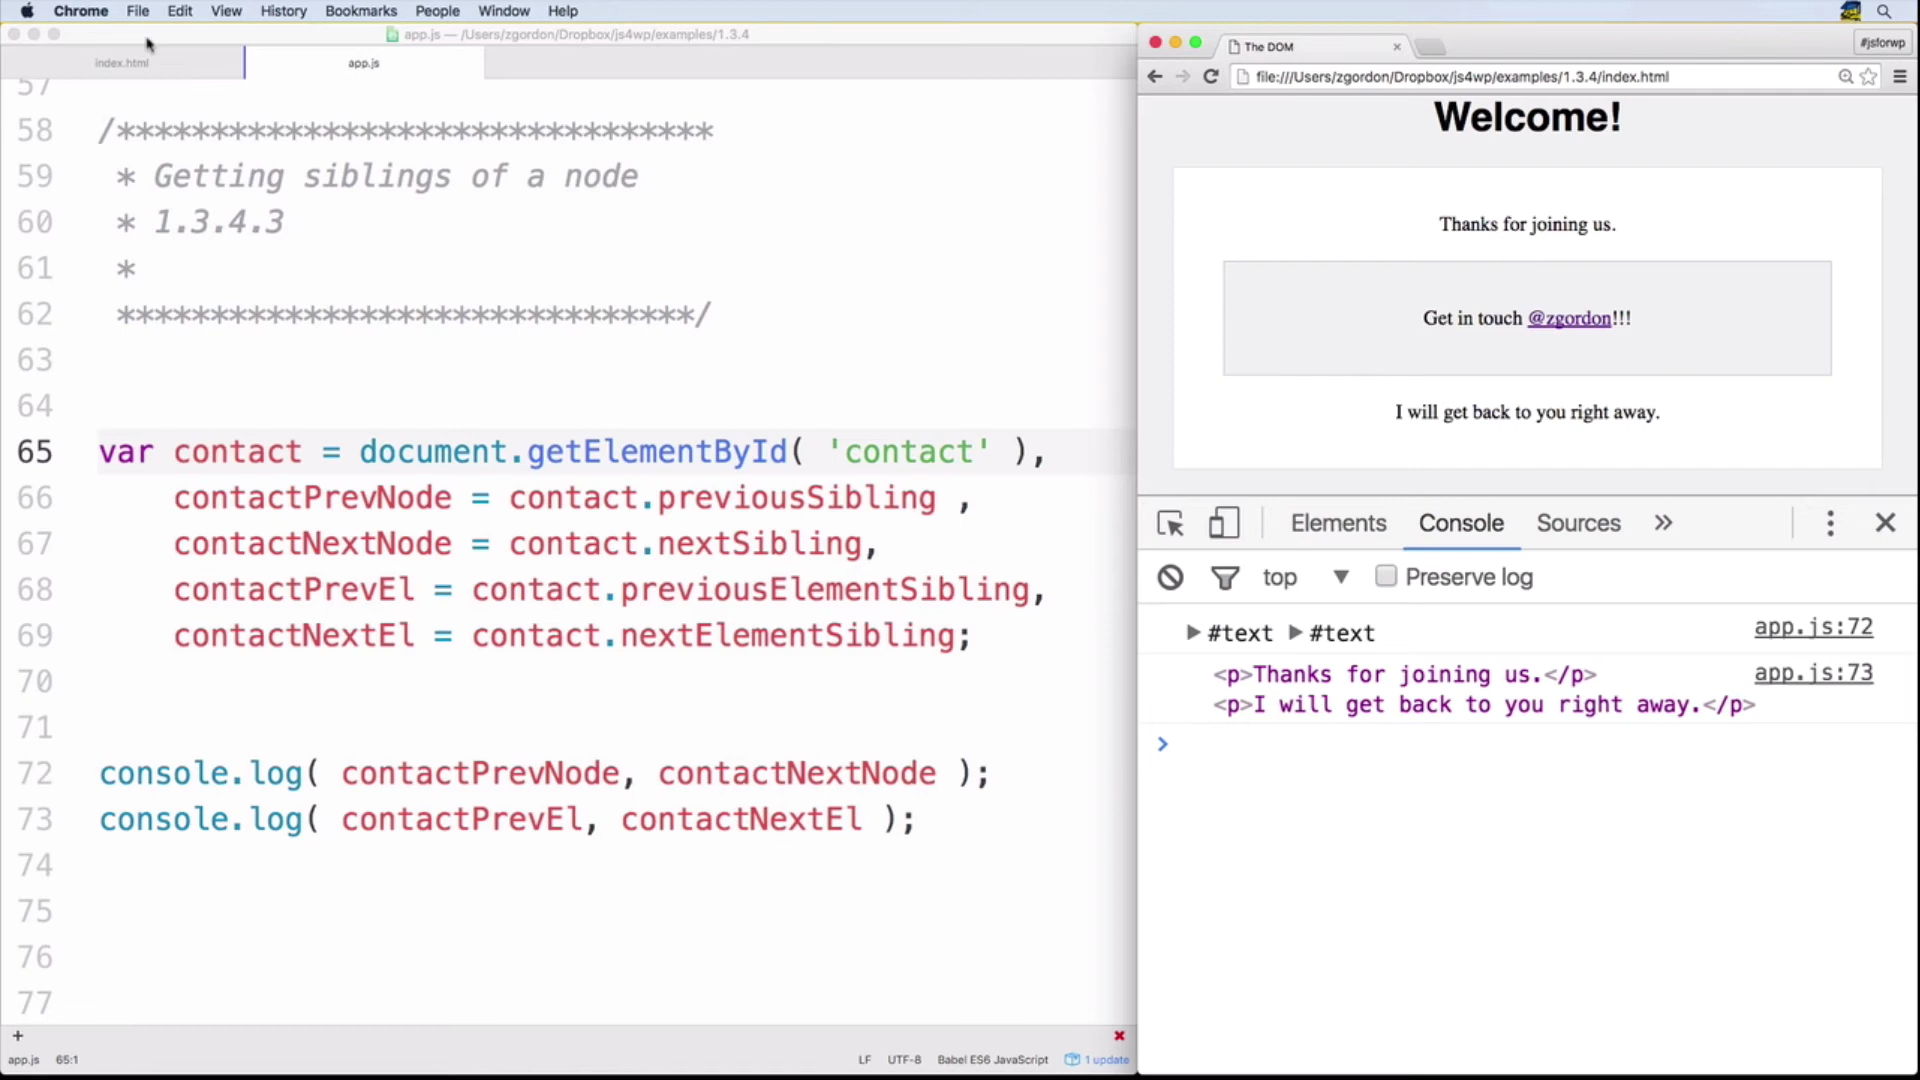 Chrome File Edit View History Bookmarks People Window Help
app.js — /Users/zgordon/Dropbox/js4wp/examples/1.3.4
index.html
app.js
57
58 /********************************
59 * Getting siblings of a node
60 * 1.3.4.3
61 *
62 *******************************/
63
64
65 var contact = document.getElementById( 'contact' ),
66 contactPrevNode = contact.previousSibling ,
67 contactNextNode = contact.nextSibling,
68 contactPrevEl = contact.previousElementSibling,
69 contactNextEl = contact.nextElementSibling;
70
71
72 console.log( contactPrevNode, contactNextNode );
73 console.log( contactPrevEl, contactNextEl );
74
75
76
77
app.js 65:1 LF UTF-8 Babel ES6 JavaScript 1 update
The DOM
#jsforwp
file:///Users/zgordon/Dropbox/js4wp/examples/1.3.4/index.html
Welcome!
Thanks for joining us.
Get in touch @zgordon!!!
I will get back to you right away.
Elements Console Sources
top Preserve log
#text #text app.js:72
<p>Thanks for joining us.</p> app.js:73
<p>I will get back to you right away.</p>